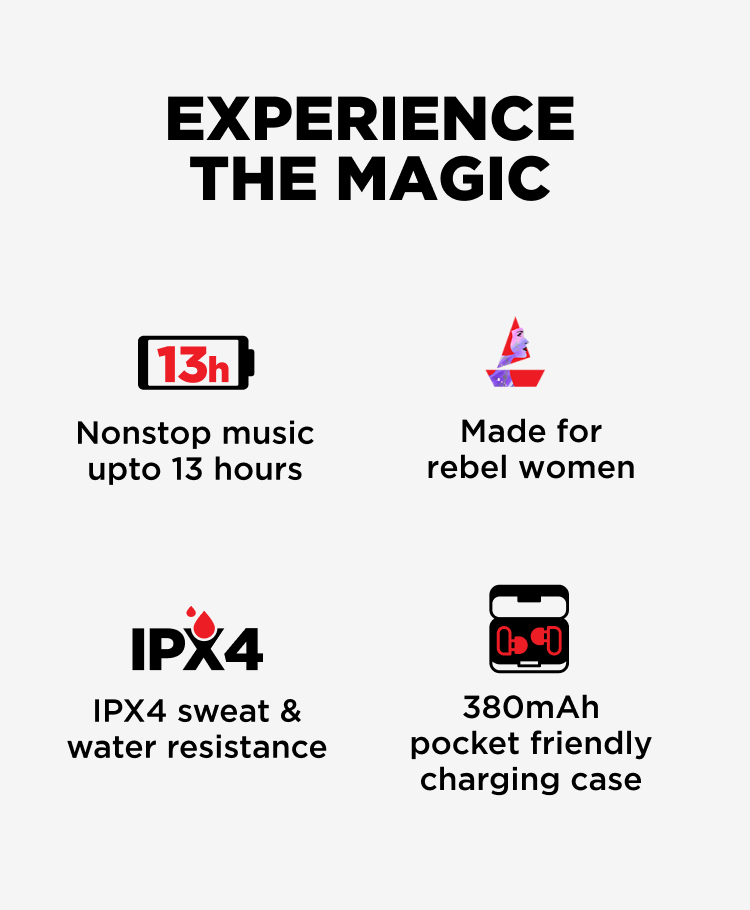 EXPERIENCE
THE MAGIC
13h
Nonstop music
upto 13 hours
Made for
rebel women
IPX4
IPX4 sweat &
water resistance
380mAh
pocket friendly
charging case